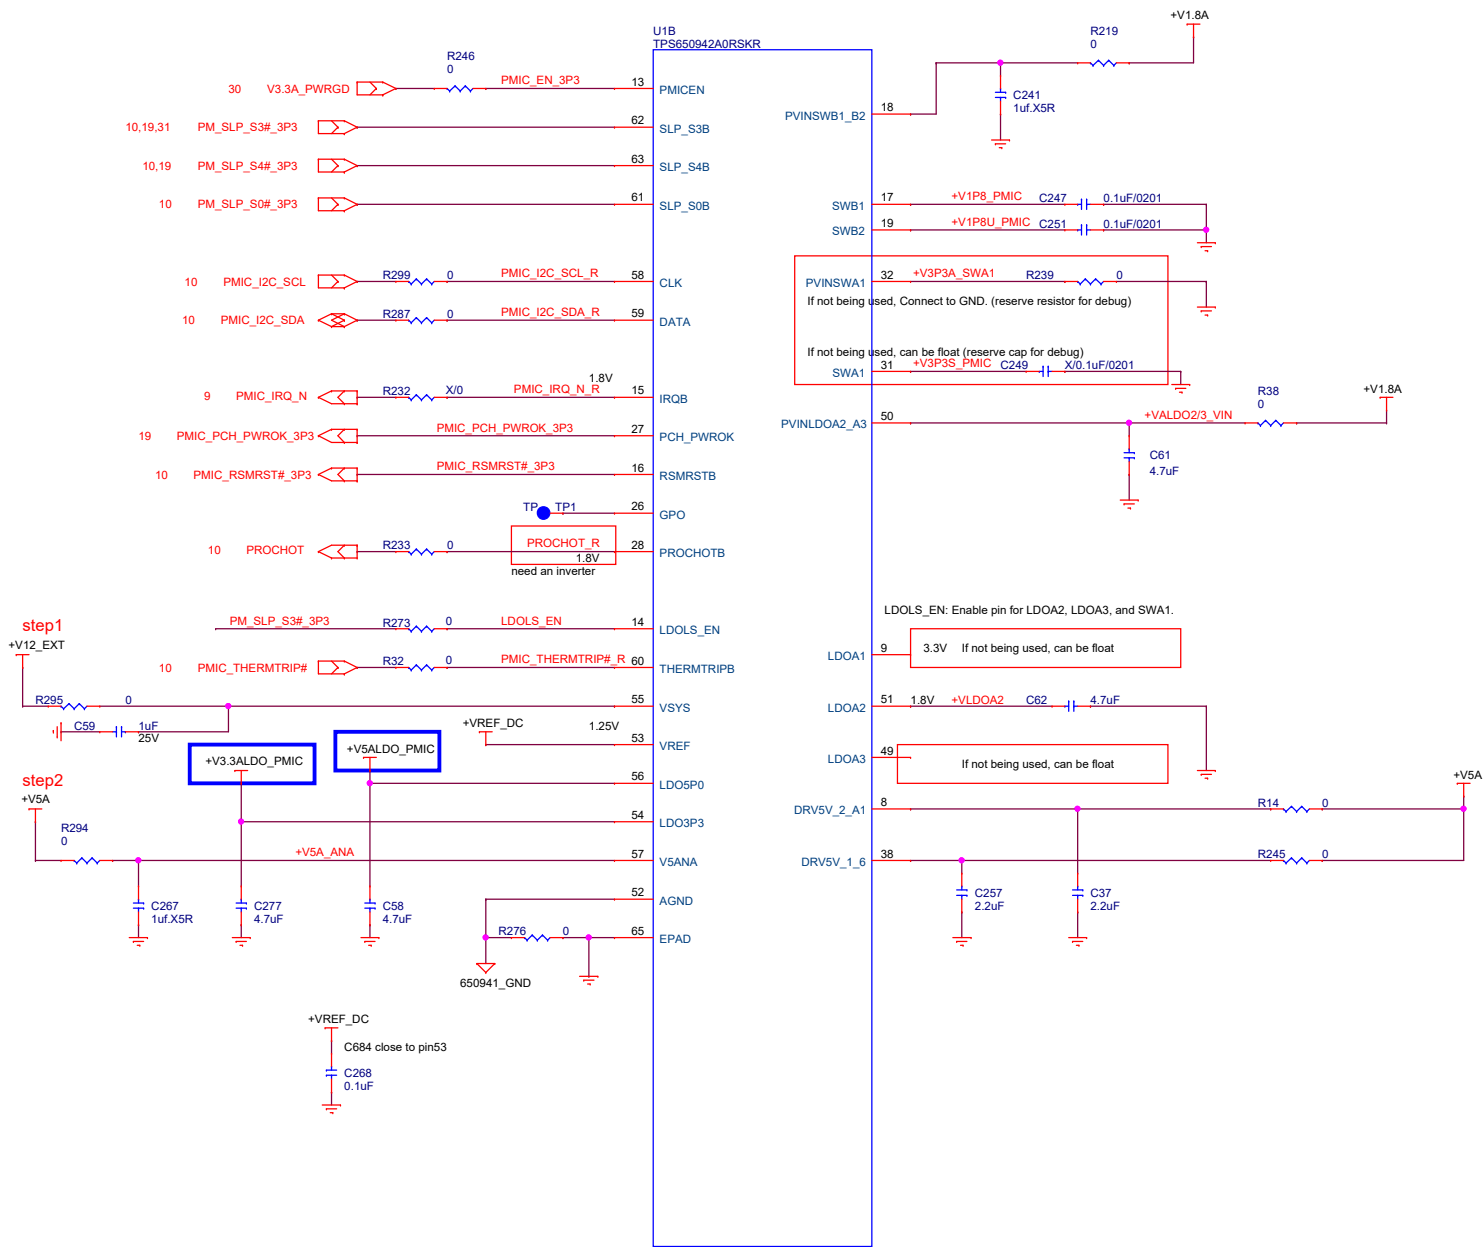 U1B
TPS650942A0RSKR
+V1.8A
R219
0
R246
0
30 V3.3A_PWRGD PMIC_EN_3P3 13 PMICEN
C241
1uf.X5R
18 PVINSWB1_B2
10,19,31 PM_SLP_S3#_3P3 62 SLP_S3B
10,19 PM_SLP_S4#_3P3 63 SLP_S4B
10 PM_SLP_S0#_3P3 61 SLP_S0B
SWB1 17 +V1P8_PMIC C247 0.1uF/0201
SWB2 19 +V1P8U_PMIC C251 0.1uF/0201
10 PMIC_I2C_SCL R299 0 PMIC_I2C_SCL_R 58 CLK
PVINSWA1 32 +V3P3A_SWA1 R239 0
If not being used, Connect to GND. (reserve resistor for debug)
10 PMIC_I2C_SDA R287 0 PMIC_I2C_SDA_R 59 DATA
If not being used, can be float (reserve cap for debug)
SWA1 31 +V3P3S_PMIC C249 X/0.1uF/0201
1.8V
9 PMIC_IRQ_N R232 X/0 PMIC_IRQ_N_R 15 IRQB
+V1.8A
R38
0
PVINLDOA2_A3 50 +VALDO2/3_VIN
C61
4.7uF
19 PMIC_PCH_PWROK_3P3 PMIC_PCH_PWROK_3P3 27 PCH_PWROK
10 PMIC_RSMRST#_3P3 PMIC_RSMRST#_3P3 16 RSMRSTB
TP TP1 26 GPO
10 PROCHOT R233 0 PROCHOT_R 28 PROCHOTB
1.8V
need an inverter
LDOLS_EN: Enable pin for LDOA2, LDOA3, and SWA1.
step1
+V12_EXT
PM_SLP_S3#_3P3 R273 0 LDOLS_EN 14 LDOLS_EN
LDOA1 9 3.3V If not being used, can be float
10 PMIC_THERMTRIP# R32 0 PMIC_THERMTRIP#_R 60 THERMTRIPB
R295 0 55 VSYS
LDOA2 51 1.8V +VLDOA2 C62 4.7uF
C59 1uF
25V
+VREF_DC 1.25V
53 VREF
+V3.3ALDO_PMIC
+V5ALDO_PMIC
LDOA3 49 If not being used, can be float
step2
+V5A
56 LDO5P0
+V5A
DRV5V_2_A1 8 R14 0
54 LDO3P3
R294
0
+V5A_ANA 57 V5ANA
DRV5V_1_6 38 R245 0
C267
1uf.X5R
C277
4.7uF
C58
4.7uF
52 AGND
C257
2.2uF
C37
2.2uF
R276 0 65 EPAD
650941_GND
+VREF_DC
C684 close to pin53
C268
0.1uF